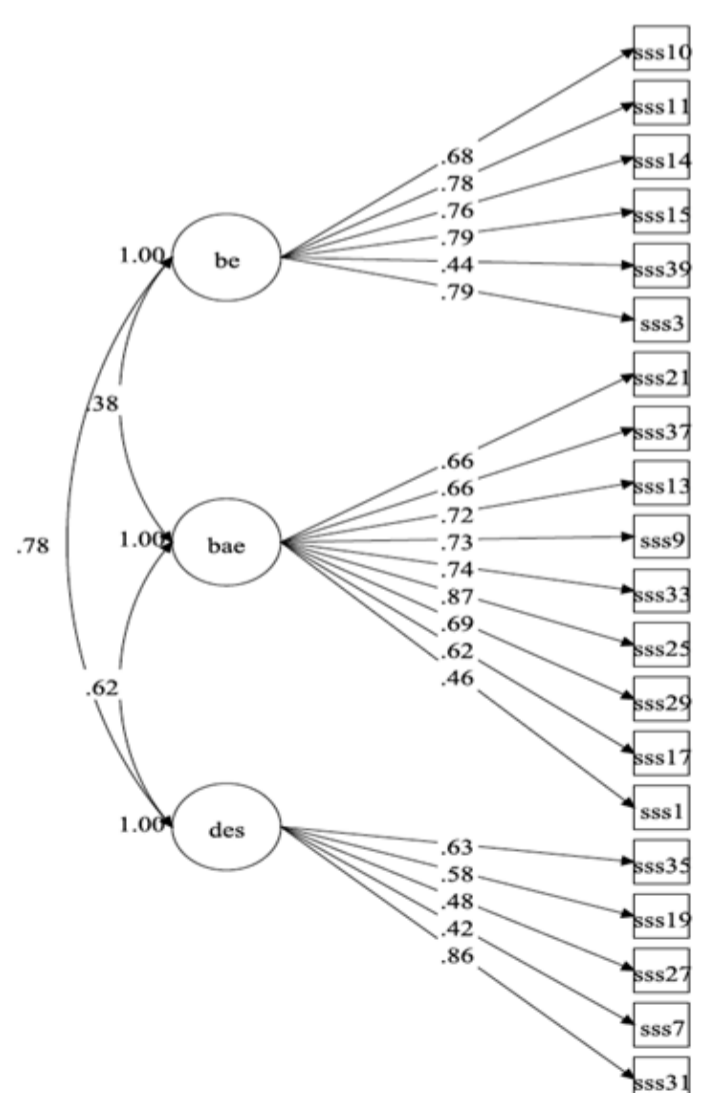 sss10
sss11
.68
.78
sss14
.76
sss15
.79
1.00
be
.44
sss39
.79
sss3
sss21
.38
sss37
.66
.66
sss13
.72
.73
sss9
.78
1.00
bae
.74
sss33
.87
.69
sss25
.62
.46
sss29
.62
sss17
sss1
1.00
des
.63
sss35
.58
.48
sss19
.42
.86
sss27
sss7
sss31